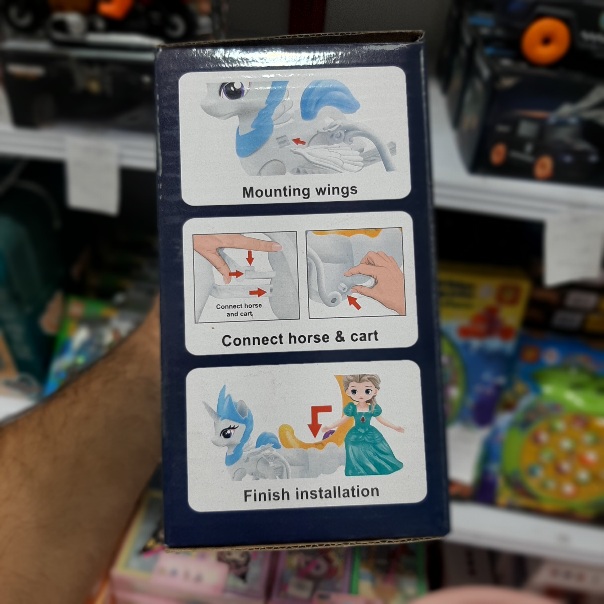 Mounting wings
Connect horse
and cart,
Connect horse & cart
Finish installation